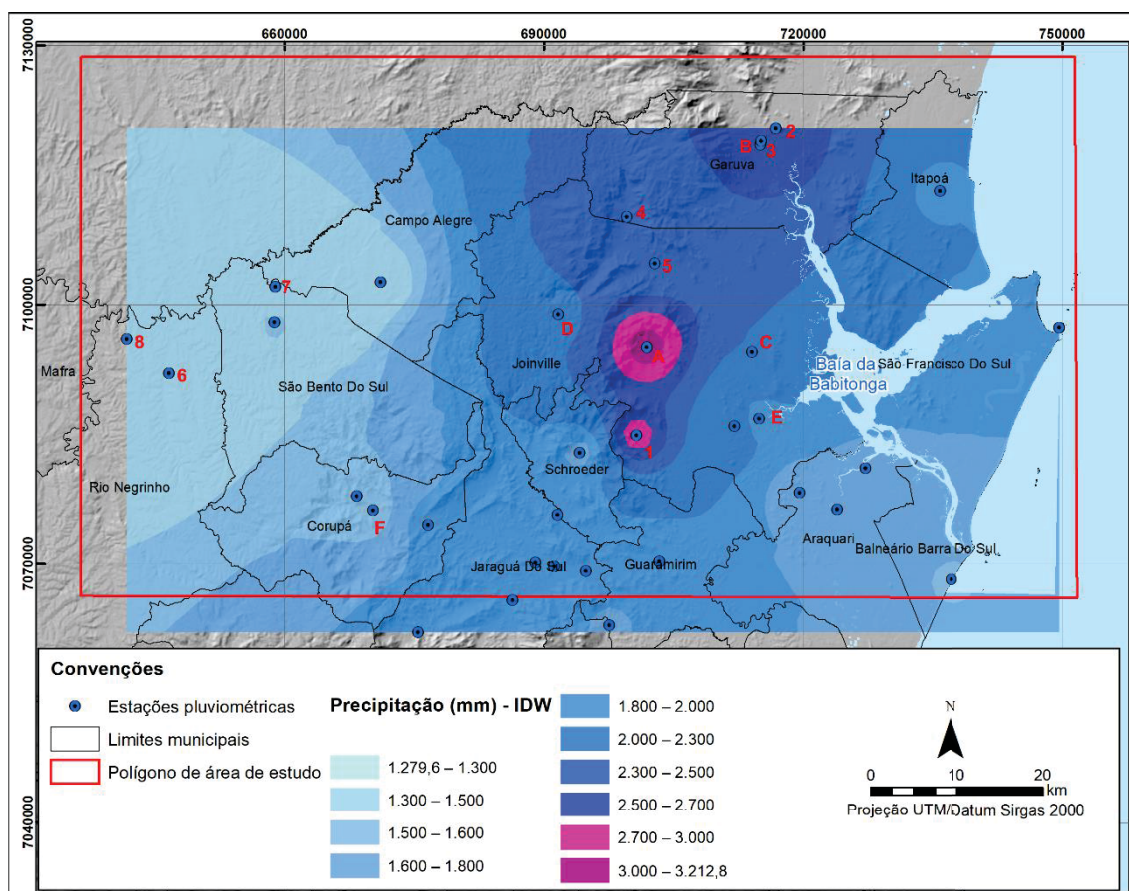 660000 690000 720000 750000
7130000
7100000
7070000
7040000
2
B
3
Garuva
Itapoá
Campo Alegre
4
5
7
D
A
C
8
Mafra
6
Joinville
São Bento Do Sul
Baía da
Babitonga
São Francisco Do Sul
E
1
Schroeder
Rio Negrinho
Corupá
F
Araquari
Balneário Barra Do Sul
Jaraguá Do Sul
Guaramirim
Convenções
Estações pluviométricas
Limites municipais
Polígono de área de estudo
Precipitação (mm) - IDW
1.279,6 – 1.300
1.300 – 1.500
1.500 – 1.600
1.600 – 1.800
1.800 – 2.000
2.000 – 2.300
2.300 – 2.500
2.500 – 2.700
2.700 – 3.000
3.000 – 3.212,8
N
0 10 20
km
Projeção UTM/Datum Sirgas 2000